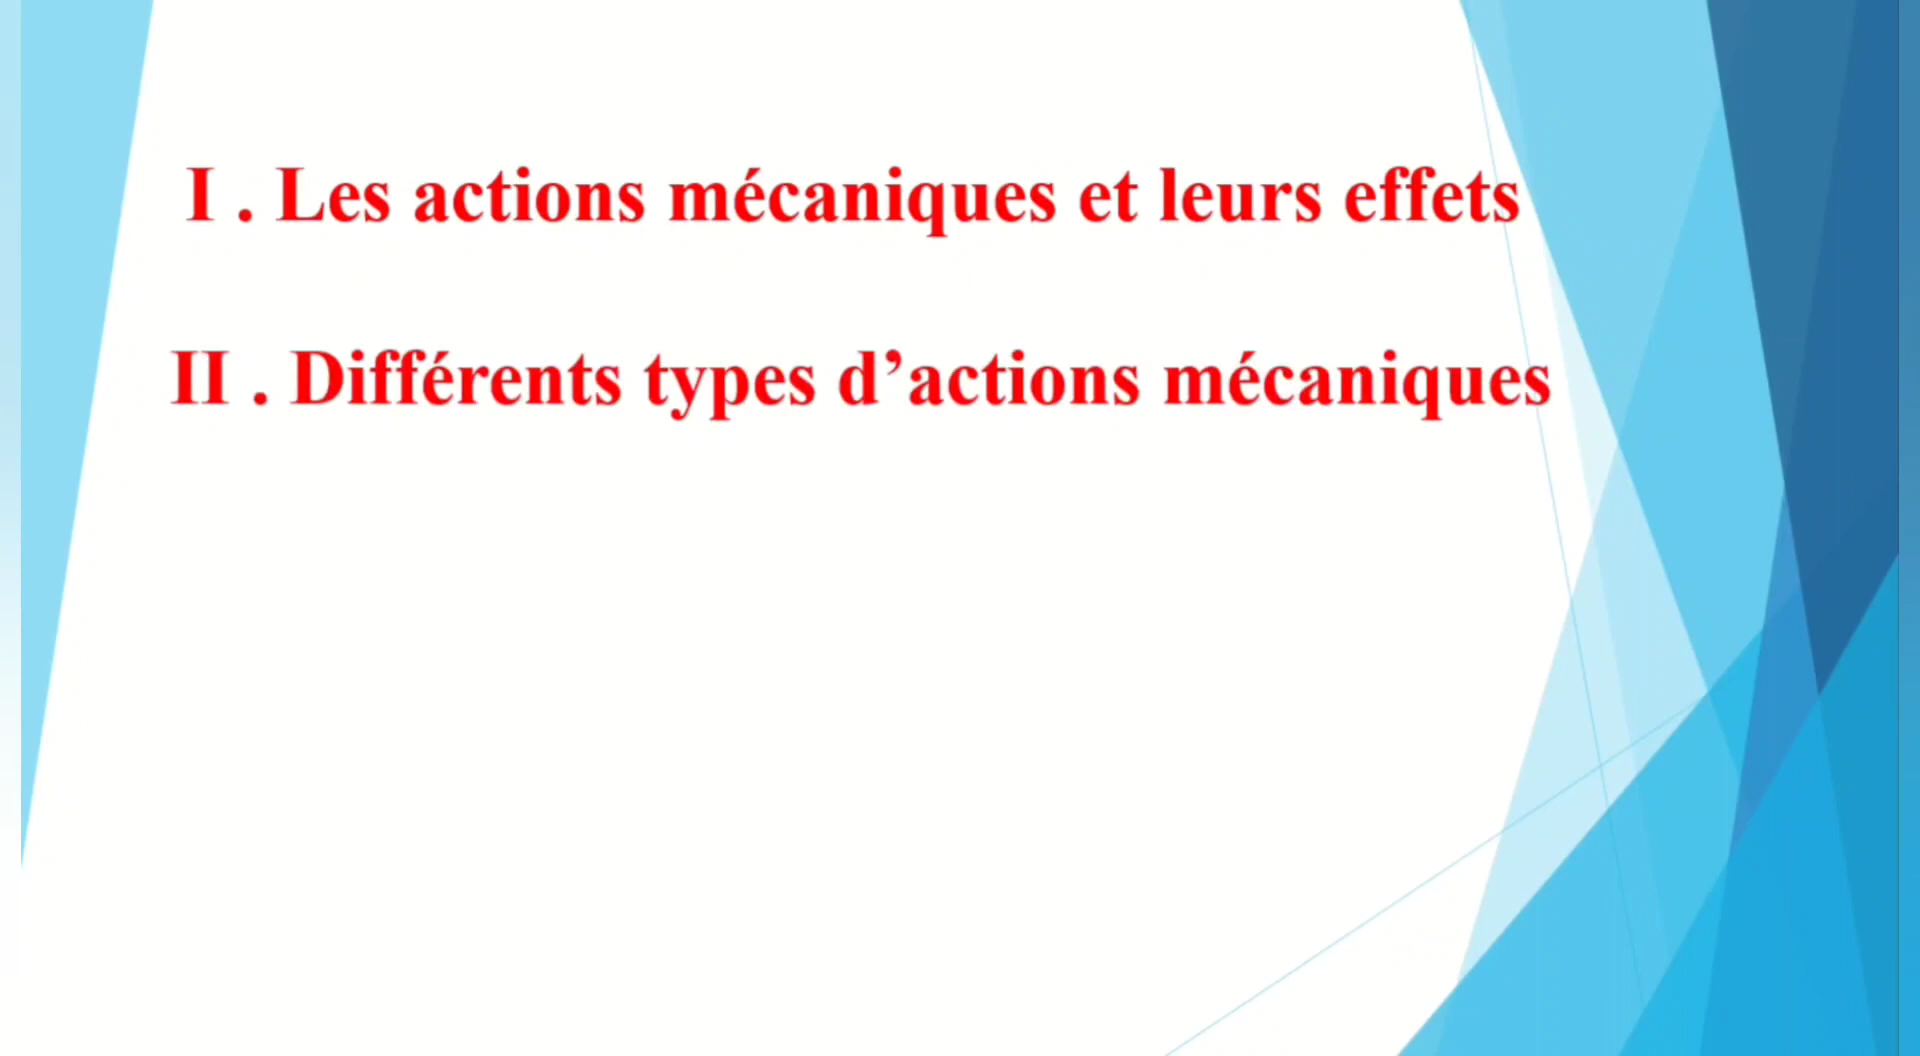 I . Les actions mécaniques et leurs effets
II . Différents types d’actions mécaniques